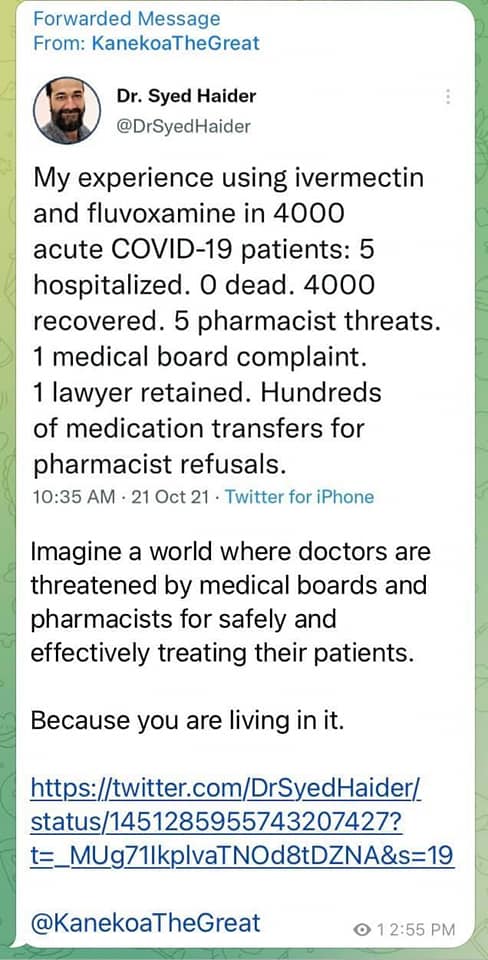 Forwarded Message
From: KanekoaTheGreat
Dr. Syed Haider
@DrSyedHaider
My experience using ivermectin
and fluvoxamine in 4000
acute COVID-19 patients: 5
hospitalized. 0 dead. 4000
recovered. 5 pharmacist threats.
1 medical board complaint.
1 lawyer retained. Hundreds
of medication transfers for
pharmacist refusals.
10:35 AM · 21 Oct 21 · Twitter for iPhone
Imagine a world where doctors are
threatened by medical boards and
pharmacists for safely and
effectively treating their patients.
Because you are living in it.
https://twitter.com/DrSyedHaider/
status/1451285955743207427?
t=_MUg71IkplvaTNOd8tDZNA&s=19
@KanekoaTheGreat
1 2:55 PM